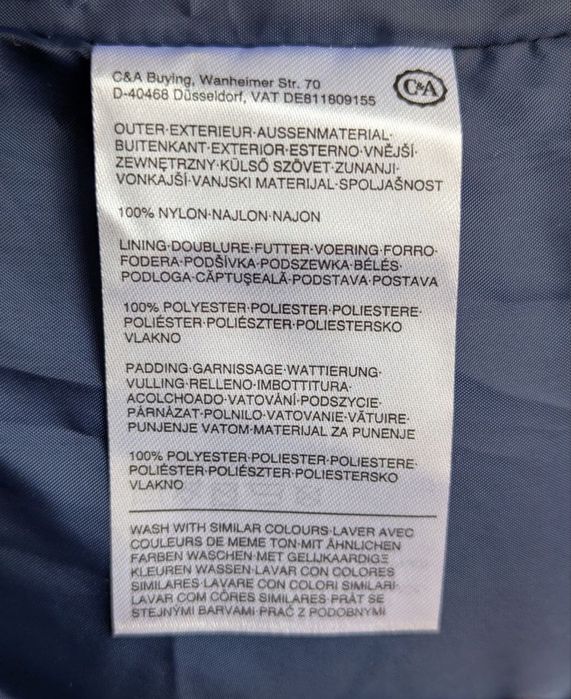 C&A Buying, Wanheimer Str. 70
D-40468 Düsseldorf, VAT DE811809155
C&A
OUTER·EXTERIEUR·AUSSENMATERIAL·
BUITENKANT·EXTERIOR·ESTERNO·VNĚJŠÍ·
ZEWNĘTRZNY·KÜLSŐ SZÖVET·ZUNANJI·
VONKAJŠÍ·VANJSKI MATERIJAL·SPOLJAŠNOST
100% NYLON·NAJLON·NAJON
LINING·DOUBLURE·FUTTER·VOERING·FORRO·
FODERA·PODŠÍVKA·PODSZEWKA·BÉLÉS·
PODLOGA·CĂPTUŞEALĂ·PODSTAVA·POSTAVA
100% POLYESTER·POLIESTER·POLIESTERE·
POLIÉSTER·POLIÉSZTER·POLIESTERSKO
VLAKNO
PADDING·GARNISSAGE·WATTIERUNG·
VULLING·RELLENO·IMBOTTITURA·
ACOLCHOADO·VATOVÁNÍ·PODSZYCIE·
PÁRNÁZAT·POLNILO·VATOVANIE·VĂTUIRE·
PUNJENJE VATOM·MATERIJAL ZA PUNENJE
100% POLYESTER·POLIESTER·POLIESTERE·
POLIÉSTER·POLIÉSZTER·POLIESTERSKO
VLAKNO
WASH WITH SIMILAR COLOURS·LAVER AVEC
COULEURS DE MEME TON·MIT ÄHNLICHEN
FARBEN WASCHEN·MET GELIJKAARDIGE
KLEUREN WASSEN·LAVAR CON COLORES
SIMILARES·LAVARE CON COLORI SIMILARI·
LAVAR COM CÔRES SIMILARES·PRÁT SE
STEJNÝMI BARVAMI·PRAĆ Z PODOBNYMI